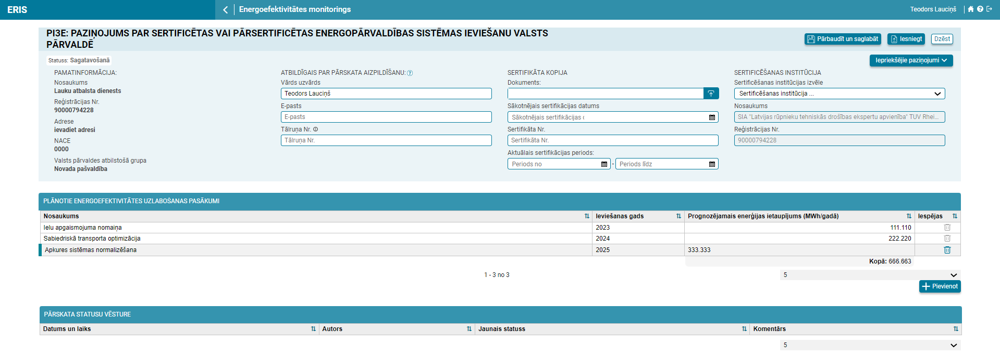 ERIS
Energoefektivitātes monitorings
Teodors Lauciņš
PI3E: PAZIŅOJUMS PAR SERTIFICĒTAS VAI PĀRSERTIFICĒTAS ENERGOPĀRVALDĪBAS SISTĒMAS IEVIEŠANU VALSTS
PĀRVALDĒ
Pārbaudīt un saglabāt
Iesniegt
Dzēst
Statuss: Sagatavošanā
Iepriekšējie paziņojumi
PAMATINFORMĀCIJA:
Nosaukums
Lauku atbalsta dienests
Reģistrācijas Nr.
90000794228
Adrese
ievadiet adresi
NACE
0000
Valsts pārvaldes atbilstošā grupa
Novada pašvaldība
ATBILDĪGAIS PAR PĀRSKATA AIZPILDĪŠANU:
Vārds uzvārds
Teodors Lauciņš
E-pasts
E-pasts
Tālruņa Nr.
Tālruņa Nr.
SERTIFIKĀTA KOPIJA
Dokuments:
Sākotnējais sertifikācijas datums
Sākotnējais sertifikācijas
Sertifikāta Nr.
Sertifikāta Nr.
Aktuālais sertifikācijas periods:
Periods no - Periods līdz
SERTIFICĒŠANAS INSTITŪCIJA
Sertificēšanas institūcijas izvēle
Sertificēšanas institūcija ...
Nosaukums
SIA "Latvijas rūpnieku tehniskās drošības ekspertu apvienība" TUV Rhei...
Reģistrācijas Nr.
90000794228
PLĀNOTIE ENERGOEFEKTIVITĀTES UZLABOŠANAS PASĀKUMI
Nosaukums Ieviešanas gads Prognozējamais enerģijas ietaupījums (MWh/gadā) Iespējas
Ielu apgaismojuma nomaiņa 2023 111.110
Sabiedriskā transporta optimizācija 2024 222.220
Apkures sistēmas normalizēšana 2025 333.333
Kopā: 666.663
1 - 3 no 3
5
Pievienot
PĀRSKATA STATUSU VĒSTURE
Datums un laiks Autors Jaunais statuss Komentārs
5